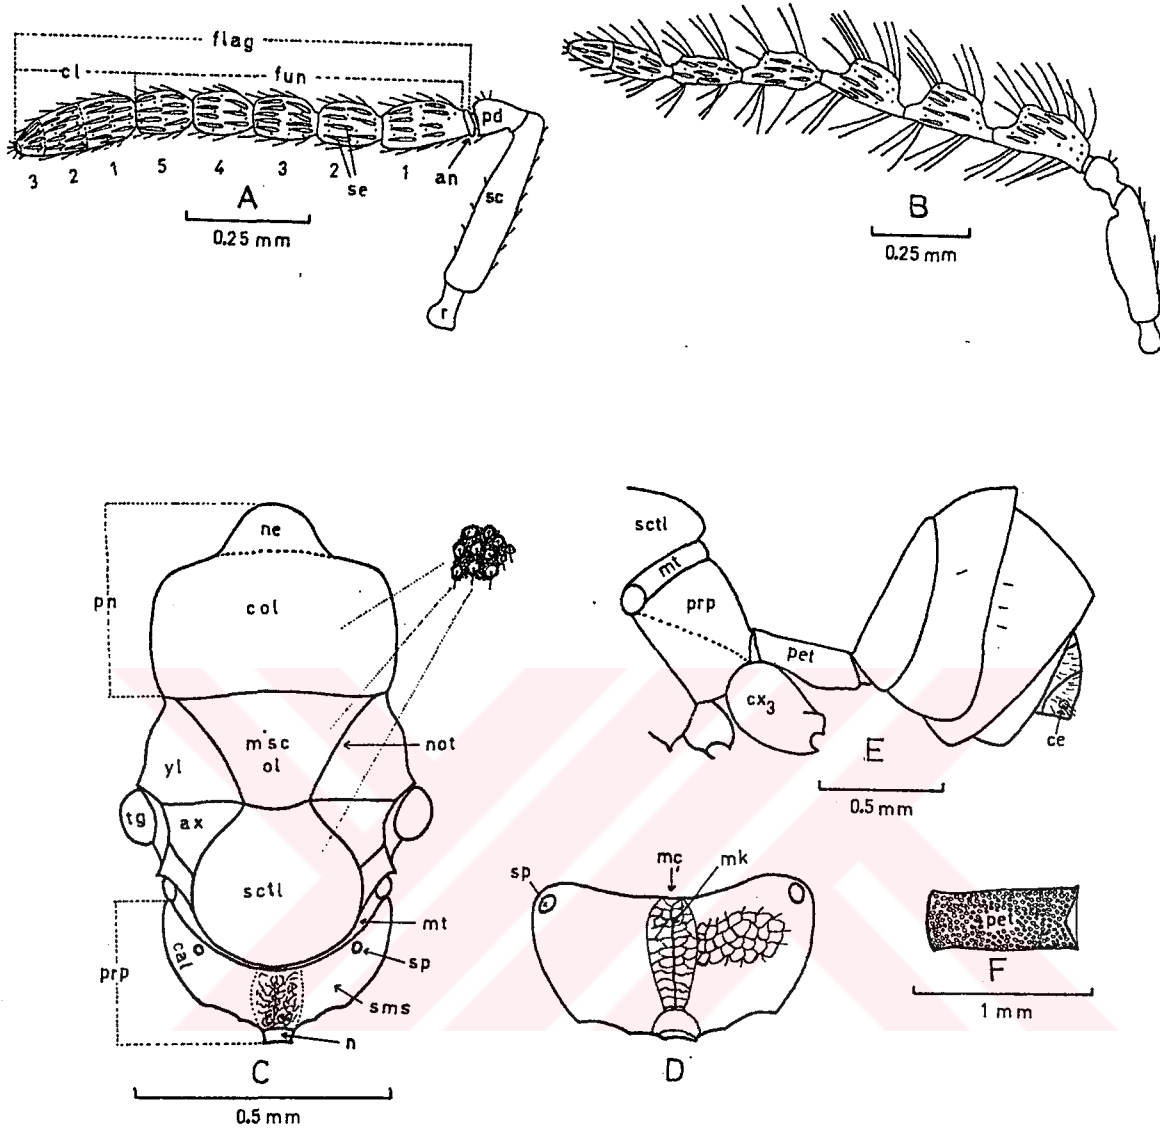 flag
cl
fun
pd
3 2 1 5 4 3 2 1
se
an
sc
r
A
0.25 mm
B
0.25 mm
ne
pn
col
m sc
ol
not
yl
tg
ax
sctl
mt
cal
sp
prp
sms
n
C
0.5 mm
sctl
mt
prp
pet
cx3
ce
E
0.5 mm
sp
mc
mk
D
pet
F
1 mm